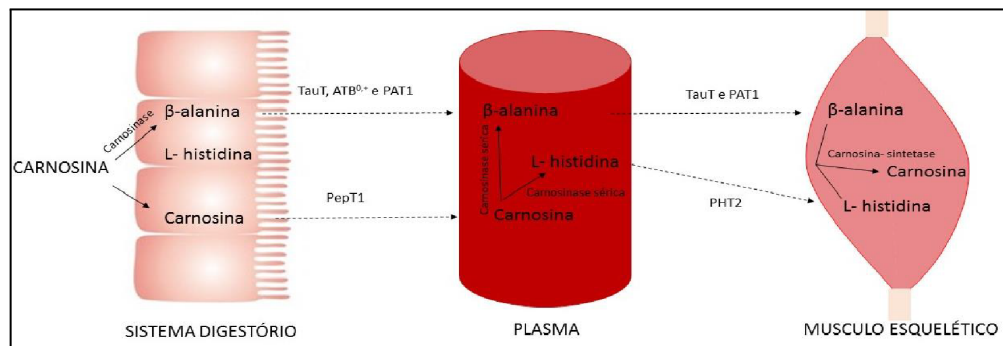 CARNOSINA
Carnosinase
β-alanina
L- histidina
Carnosina
SISTEMA DIGESTÓRIO
TauT, ATB⁰,⁺ e PAT1
PepT1
β-alanina
Carnosinase sérica
L- histidina
Carnosinase sérica
Carnosina
PLASMA
TauT e PAT1
PHT2
β-alanina
Carnosina- sintetase
Carnosina
L- histidina
MUSCULO ESQUELÉTICO